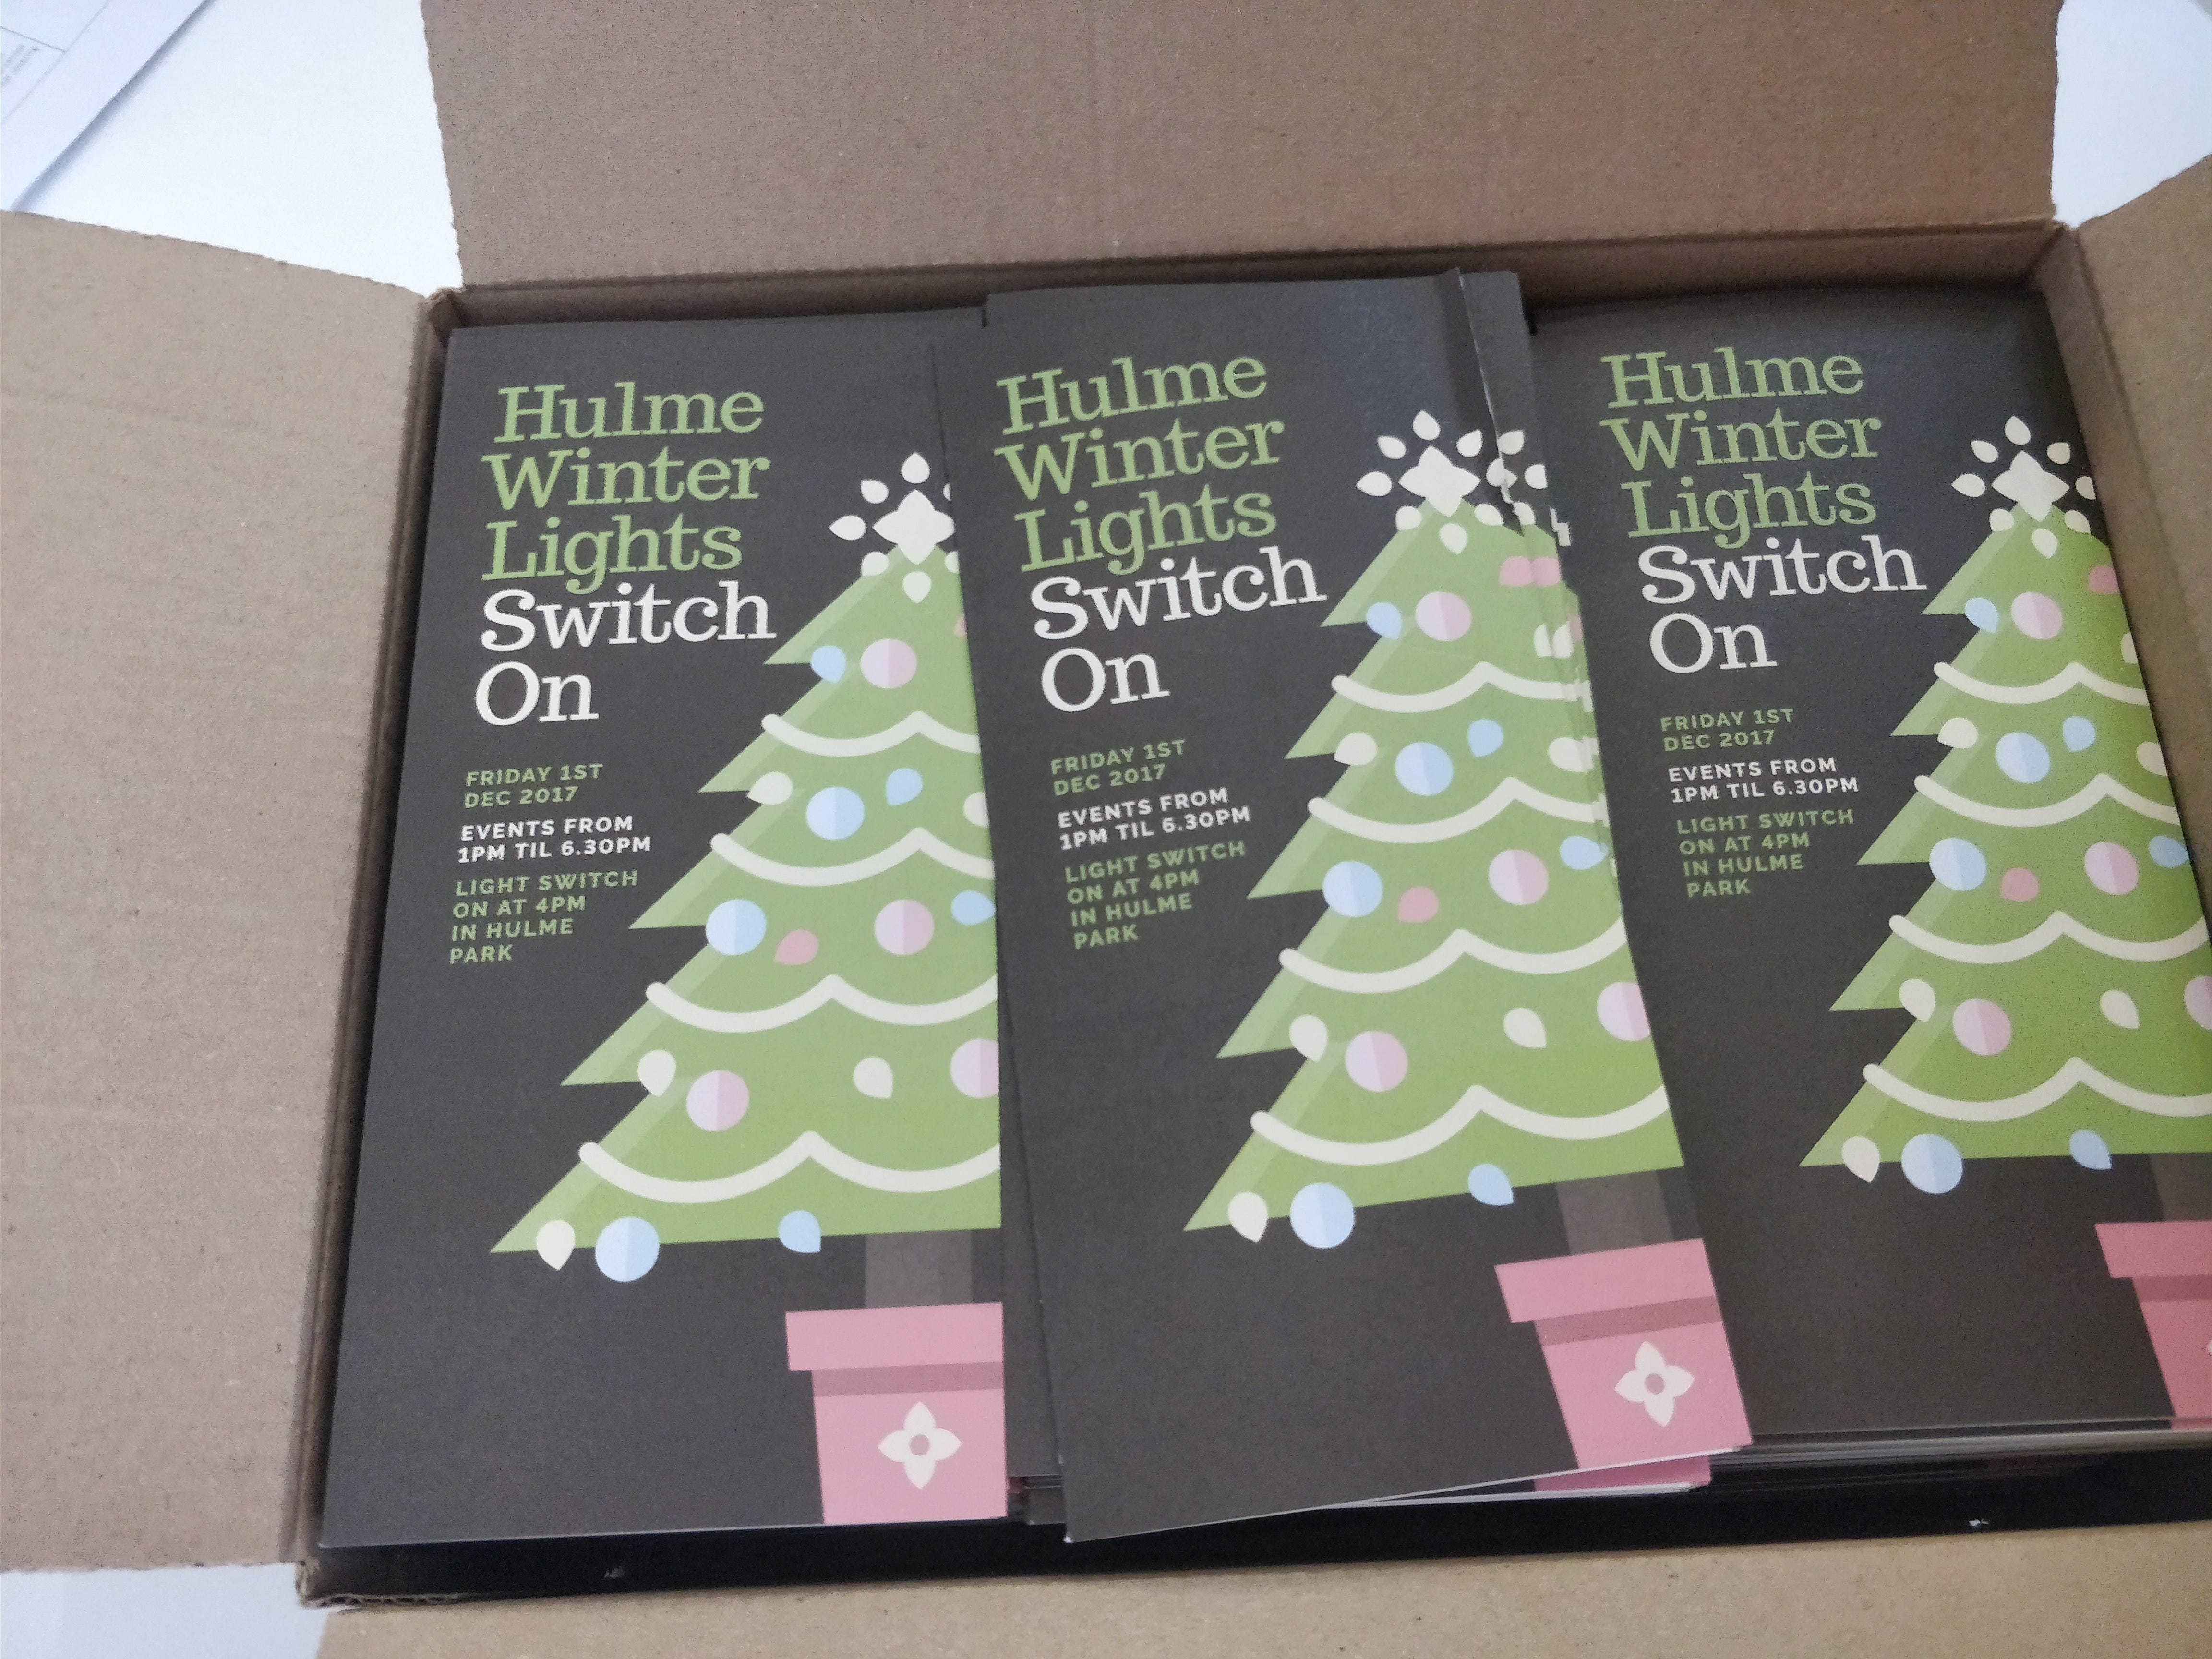 Hulme
Winter
Lights
Switch
On
FRIDAY 1ST
DEC 2017
EVENTS FROM
1PM TIL 6.30PM
LIGHT SWITCH
ON AT 4PM
IN HULME
PARK
Hulme
Winter
Lights
Switch
On
FRIDAY 1ST
DEC 2017
EVENTS FROM
1PM TIL 6.30PM
LIGHT SWITCH
ON AT 4PM
IN HULME
PARK
Hulme
Winter
Lights
Switch
On
FRIDAY 1ST
DEC 2017
EVENTS FROM
1PM TIL 6.30PM
LIGHT SWITCH
ON AT 4PM
IN HULME
PARK